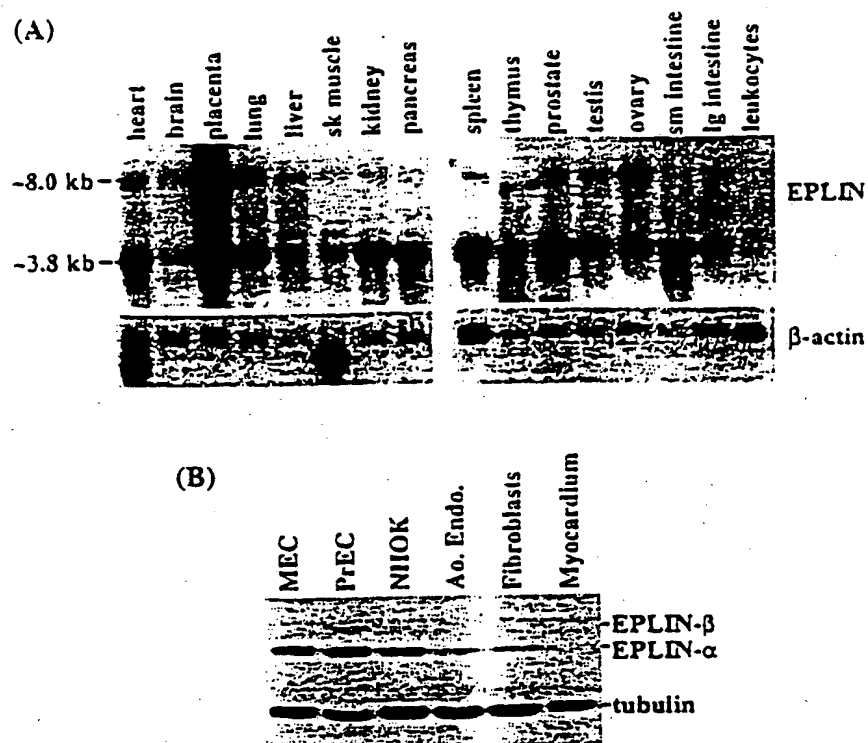 (A)
heart
brain
placenta
lung
liver
sk muscle
kidney
pancreas
spleen
thymus
prostate
testis
ovary
sm intestine
lg intestine
leukocytes
~8.0 kb
EPLIN
~3.8 kb
β-actin
(B)
MEC
PrEC
NHOK
Ao. Endo.
Fibroblasts
Myocardium
EPLIN-β
EPLIN-α
tubulin